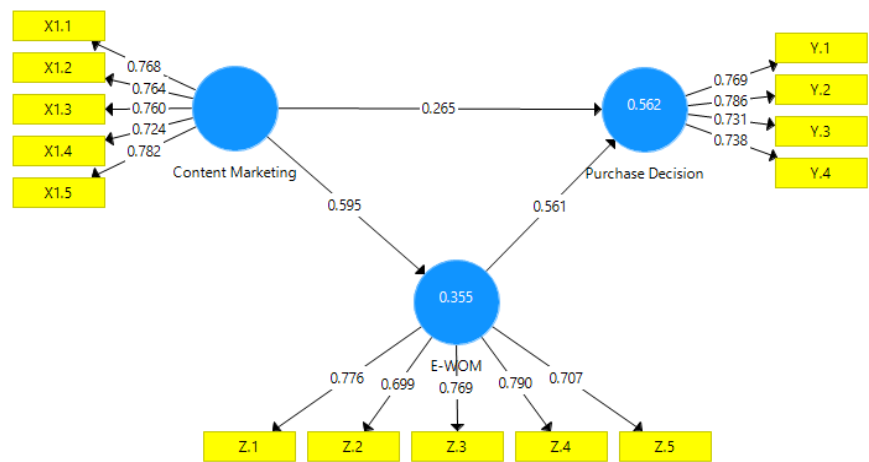 X1.1
X1.2
X1.3
X1.4
X1.5
0.768
0.764
0.760
0.724
0.782
Content Marketing
0.265
0.595
0.562
Purchase Decision
0.561
0.769
0.786
0.731
0.738
Y.1
Y.2
Y.3
Y.4
0.355
E-WOM
0.776
0.699
0.769
0.790
0.707
Z.1
Z.2
Z.3
Z.4
Z.5